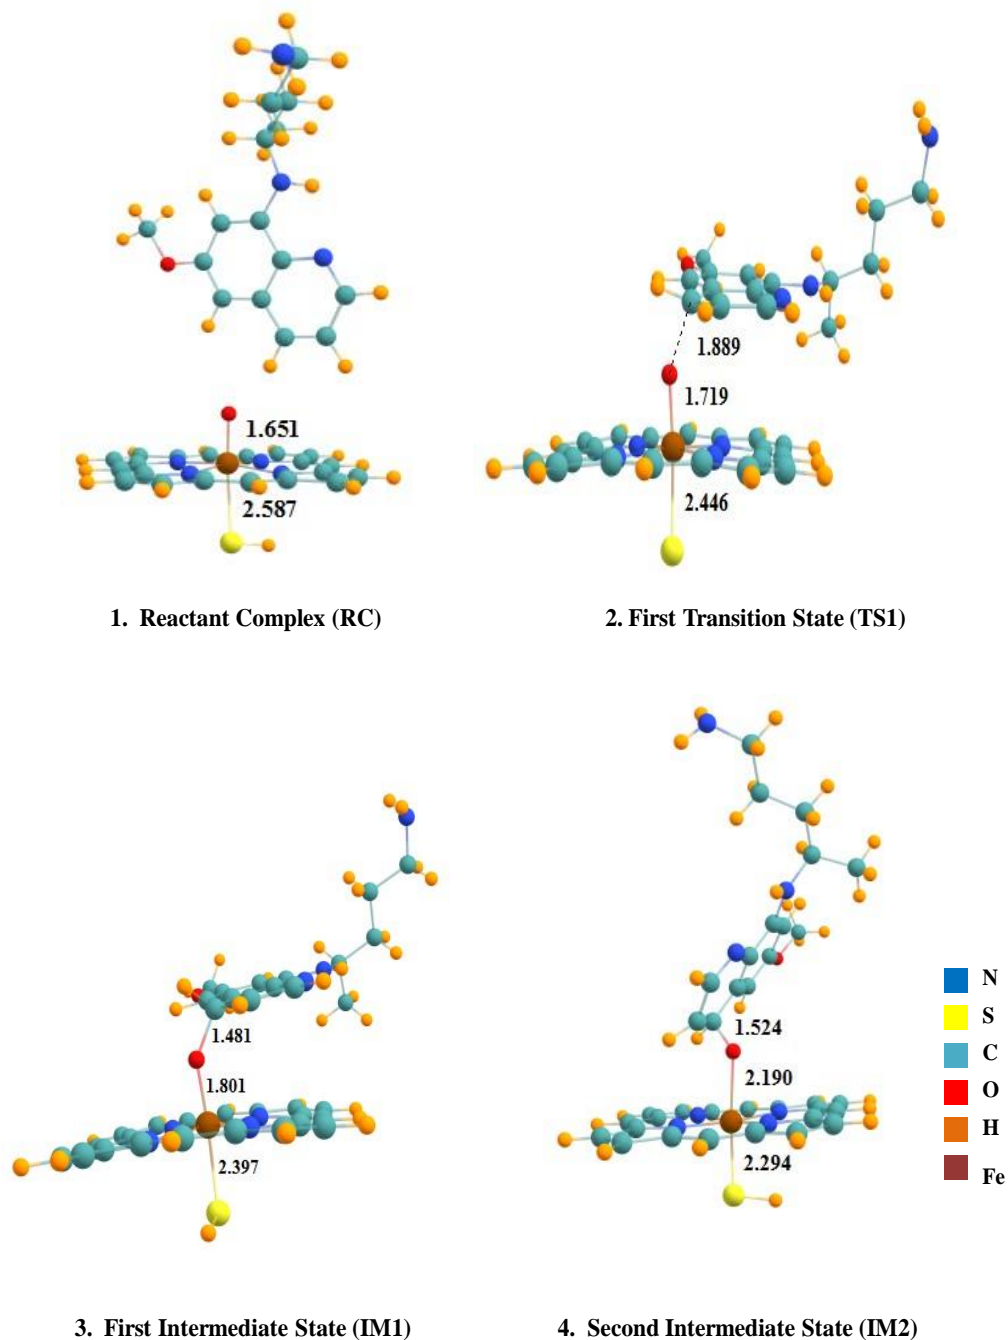 1.889
1.719
1.651
2.587
2.446
1. Reactant Complex (RC)
2. First Transition State (TS1)
1.481
1.801
2.397
1.524
2.190
2.294
N
S
C
O
H
Fe
3. First Intermediate State (IM1)
4. Second Intermediate State (IM2)